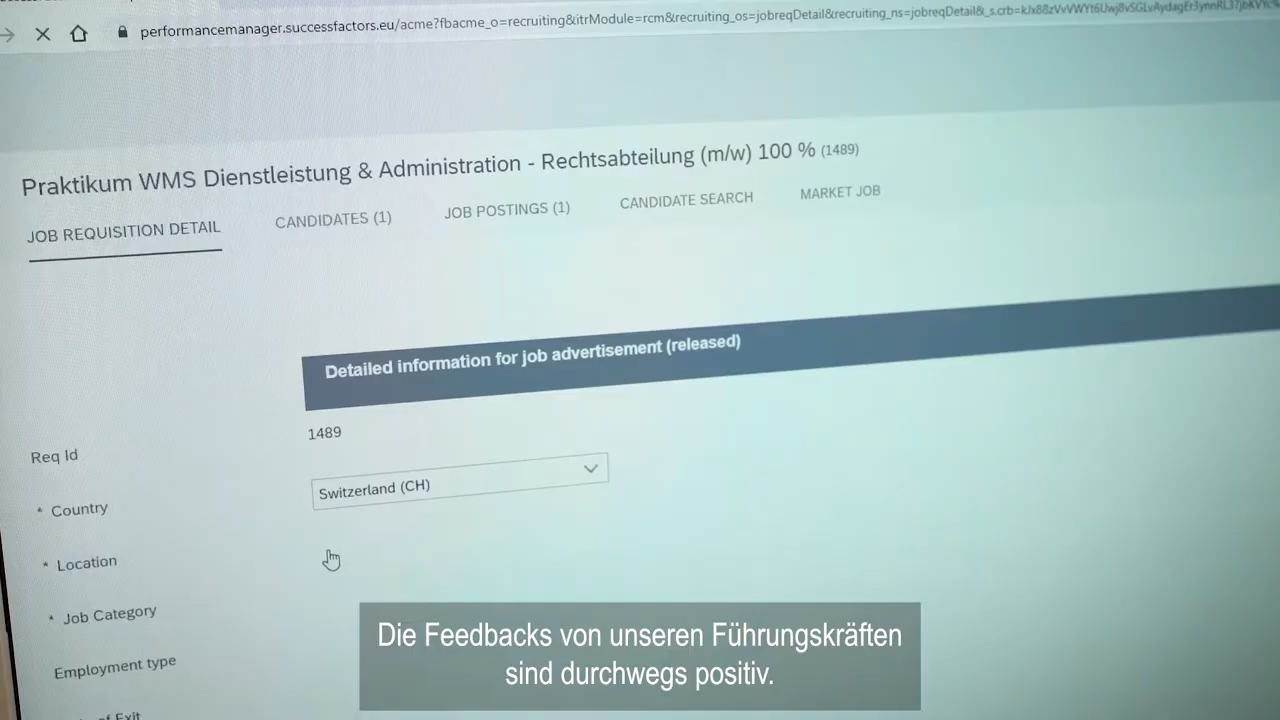 performancemanager.successfactors.eu/acme?fbacme_o=recruiting&itrModule=rcm&recruiting_os=jobreqDetail&recruiting_ns=jobreqDetail&_s.crb=
Praktikum WMS Dienstleistung & Administration - Rechtsabteilung (m/w) 100 % (1489)
JOB REQUISITION DETAIL CANDIDATES (1) JOB POSTINGS (1) CANDIDATE SEARCH MARKET JOB
Detailed information for job advertisement (released)
Req Id 1489
* Country Switzerland (CH)
* Location
* Job Category
Employment type
of Exit
Die Feedbacks von unseren Führungskräften
sind durchwegs positiv.